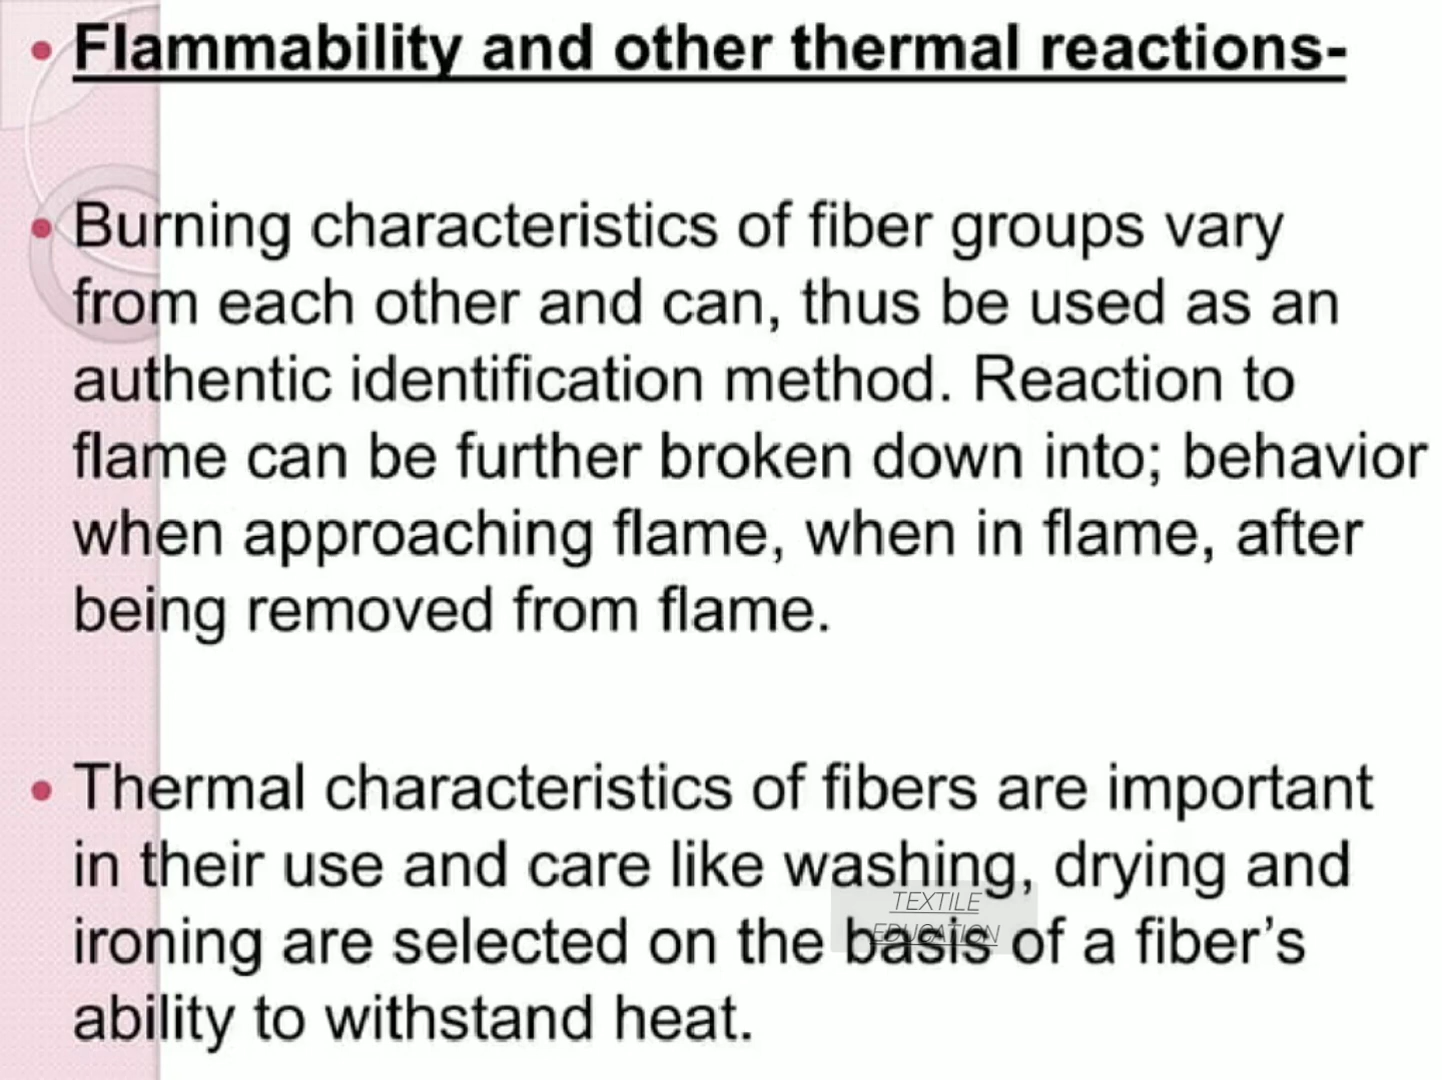 Flammability and other thermal reactions-
Burning characteristics of fiber groups vary
from each other and can, thus be used as an
authentic identification method. Reaction to
flame can be further broken down into; behavior
when approaching flame, when in flame, after
being removed from flame.
Thermal characteristics of fibers are important
in their use and care like washing, drying and
ironing are selected on the basis of a fiber's
ability to withstand heat.
TEXTILE
EDUCATION